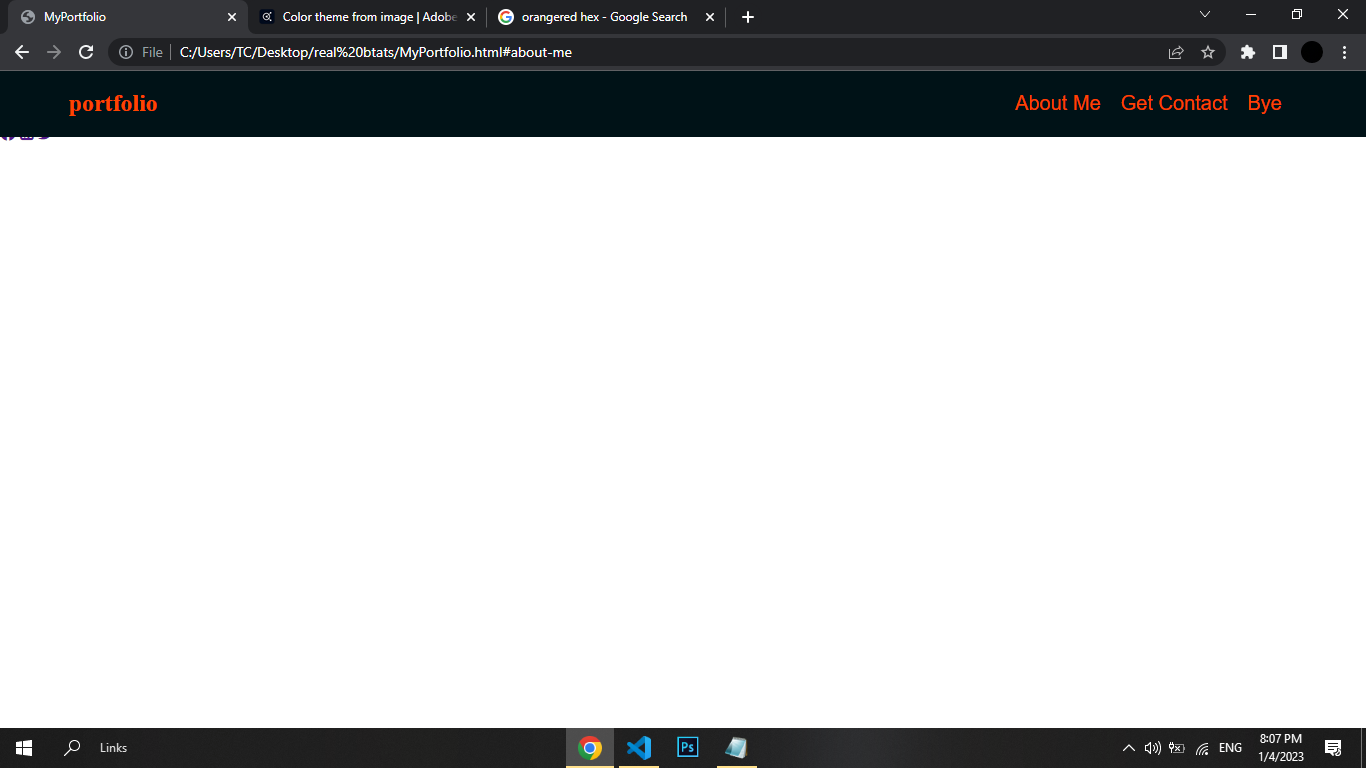 MyPortfolio
Color theme from image | Adobe
orangered hex - Google Search
File
C:/Users/TC/Desktop/real%20btats/MyPortfolio.html#about-me
portfolio
About Me Get Contact Bye
Links
Ps
ENG
8:07 PM
1/4/2023